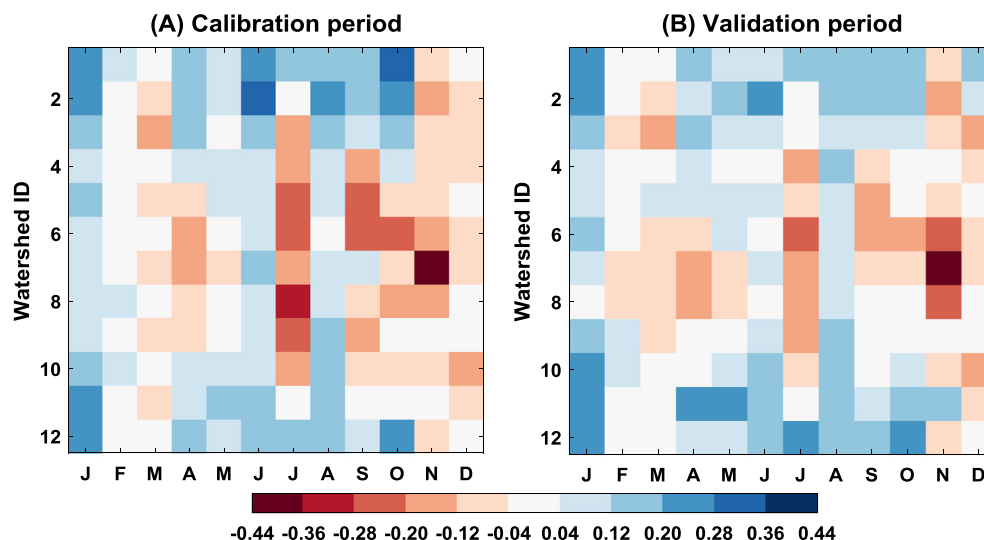 (A) Calibration period
(B) Validation period
Watershed ID
2
4
6
8
10
12
J F M A M J J A S O N D
Watershed ID
2
4
6
8
10
12
J F M A M J J A S O N D
-0.44 -0.36 -0.28 -0.20 -0.12 -0.04 0.04 0.12 0.20 0.28 0.36 0.44